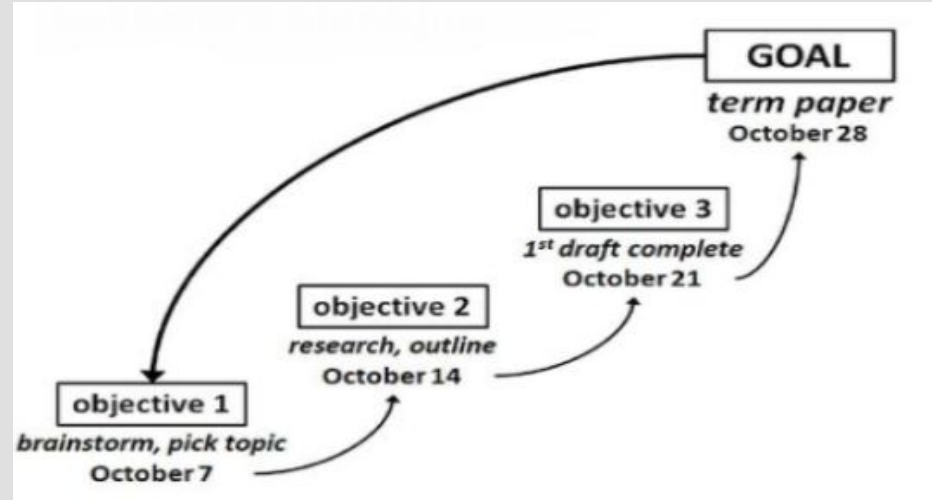 GOAL
term paper
October 28
objective 3
1st draft complete
October 21
objective 2
research, outline
October 14
objective 1
brainstorm, pick topic
October 7